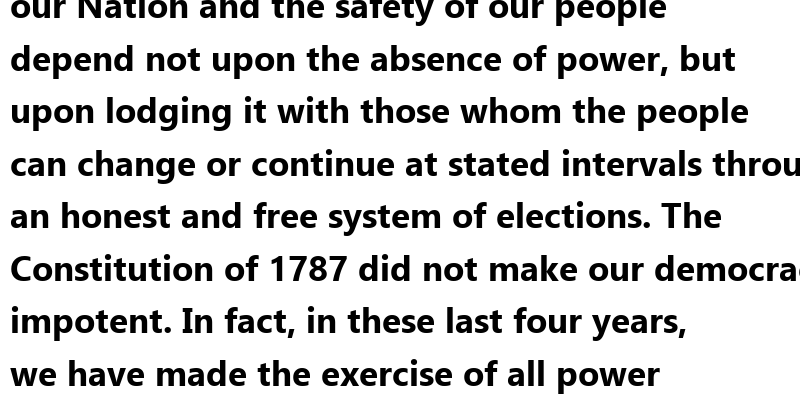 our Nation and the safety of our people
depend not upon the absence of power, but
upon lodging it with those whom the people
can change or continue at stated intervals throu
an honest and free system of elections. The
Constitution of 1787 did not make our democrac
impotent. In fact, in these last four years,
we have made the exercise of all power